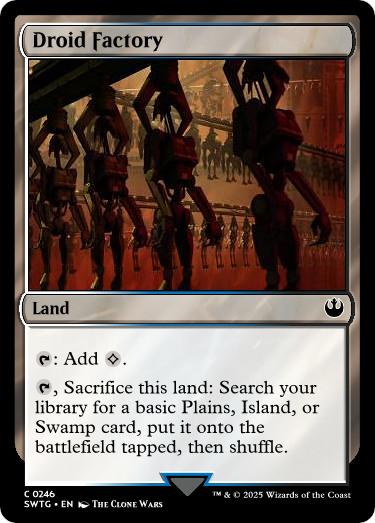 Droid Factory
Land
: Add .
, Sacrifice this land: Search your
library for a basic Plains, Island, or
Swamp card, put it onto the
battlefield tapped, then shuffle.
C 0246
SWTG • EN The Clone Wars
™ & © 2025 Wizards of the Coast